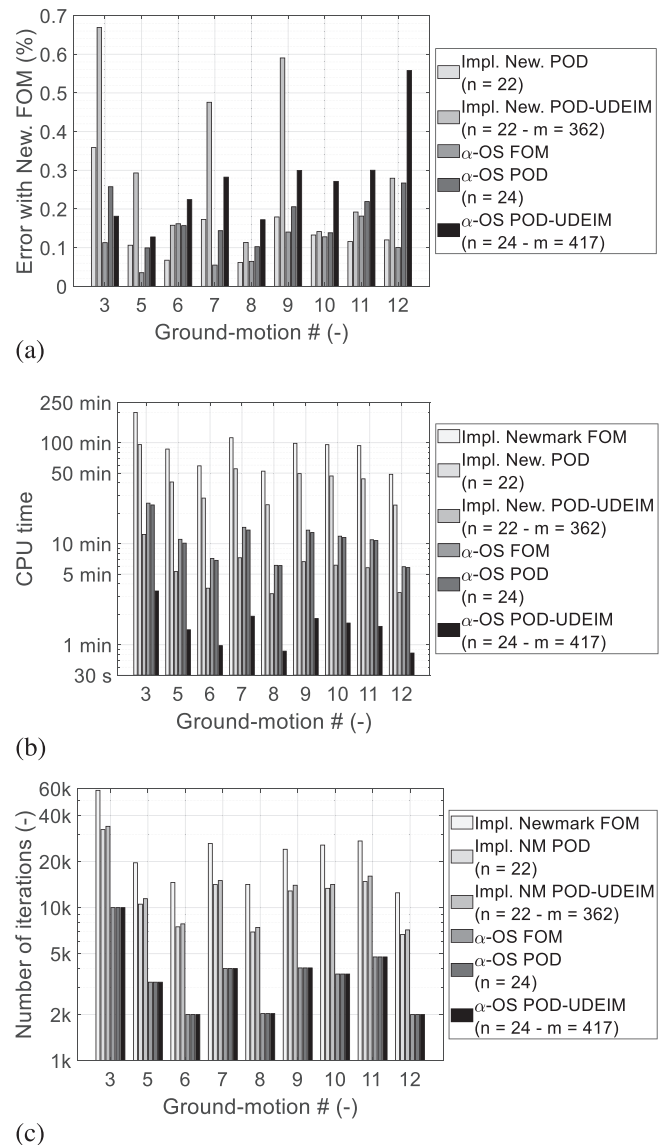 0.7
0.6
0.5
0.4
0.3
0.2
0.1
0
Error with New. FOM (%)
3 5 6 7 8 9 10 11 12
Ground-motion # (-)
Impl. New. POD
(n = 22)
Impl. New. POD-UDEIM
(n = 22 - m = 362)
α-OS FOM
α-OS POD
(n = 24)
α-OS POD-UDEIM
(n = 24 - m = 417)
(a)
250 min
100 min
50 min
10 min
5 min
1 min
30 s
CPU time
3 5 6 7 8 9 10 11 12
Ground-motion # (-)
Impl. Newmark FOM
Impl. New. POD
(n = 22)
Impl. New. POD-UDEIM
(n = 22 - m = 362)
α-OS FOM
α-OS POD
(n = 24)
α-OS POD-UDEIM
(n = 24 - m = 417)
(b)
60k
40k
20k
10k
5k
2k
1k
Number of iterations (-)
3 5 6 7 8 9 10 11 12
Ground-motion # (-)
Impl. Newmark FOM
Impl. NM POD
(n = 22)
Impl. NM POD-UDEIM
(n = 22 - m = 362)
α-OS FOM
α-OS POD
(n = 24)
α-OS POD-UDEIM
(n = 24 - m = 417)
(c)